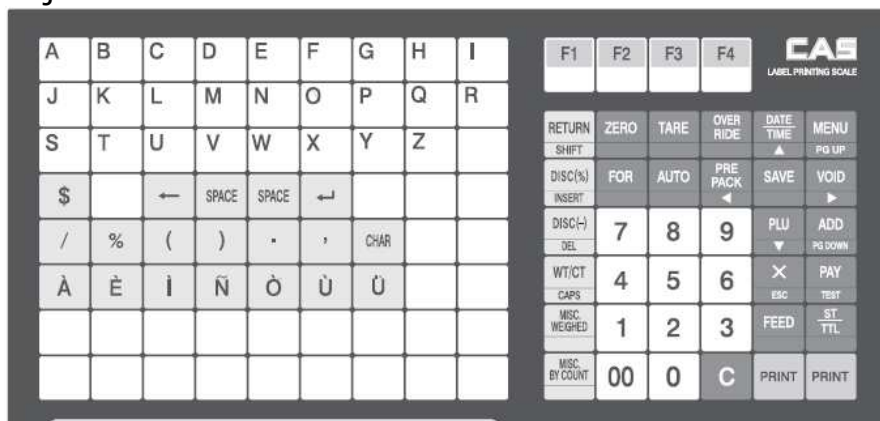 A B C D E F G H I
J K L M N O P Q R
S T U V W X Y Z
$ ← SPACE SPACE ↵
/ % ( ) . , CHAR
À È Ì Ñ Ò Ù Ü
F1 F2 F3 F4
CAS
LABEL PRINTING SCALE
RETURN ZERO TARE OVER RIDE DATE TIME MENU
SHIFT ▲ PG UP
DISC(%) FOR AUTO PRE PACK SAVE VOID
INSERT ◀ ▶
DISC(–) 7 8 9 PLU ADD
DEL ▼ PG DOWN
WT/CT 4 5 6 X PAY
CAPS ESC TEST
MISC. WEIGHED 1 2 3 FEED ST TTL
MISC. BY COUNT 00 0 C PRINT PRINT